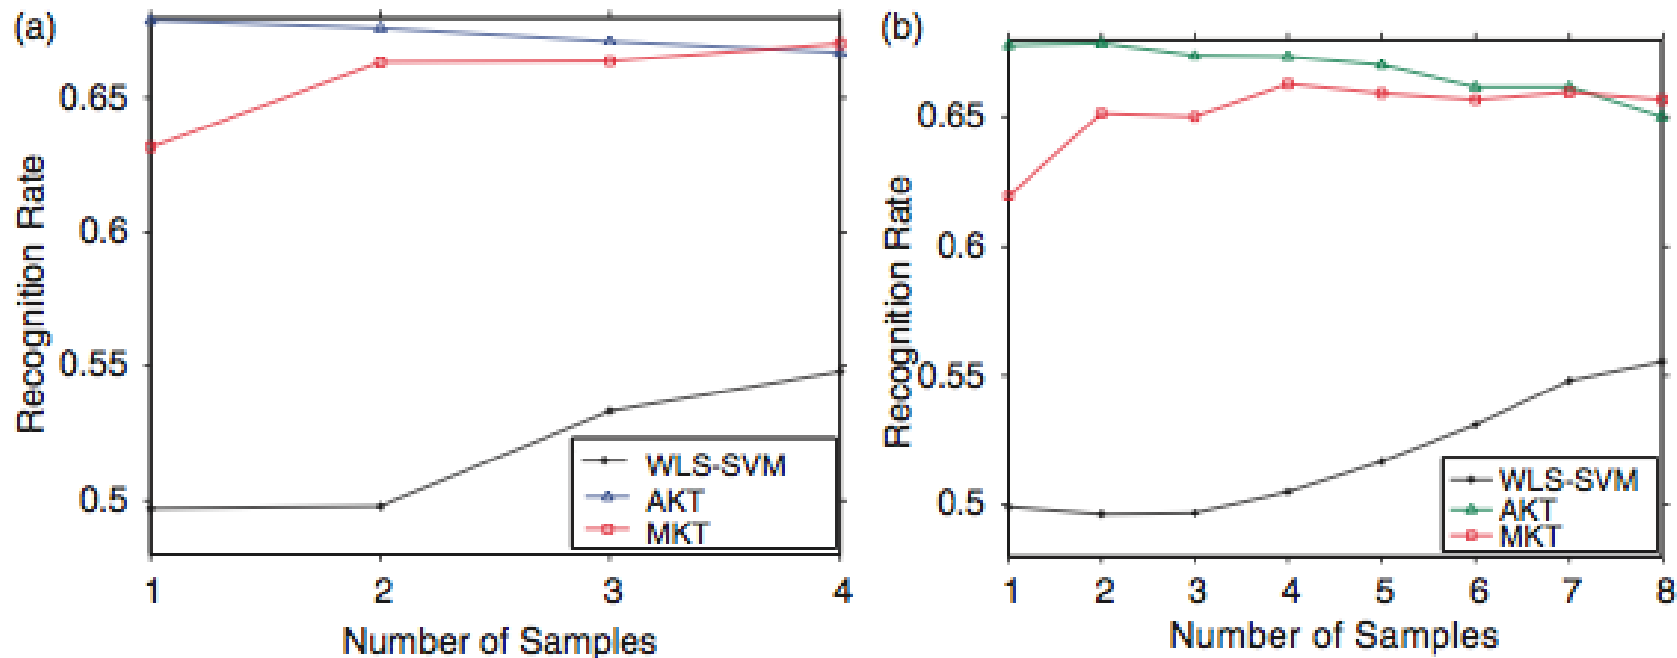 (a)
Recognition Rate
0.65
0.6
0.55
0.5
WLS-SVM
AKT
MKT
1 2 3 4
Number of Samples
(b)
Recognition Rate
0.65
0.6
0.55
0.5
WLS-SVM
AKT
MKT
1 2 3 4 5 6 7 8
Number of Samples